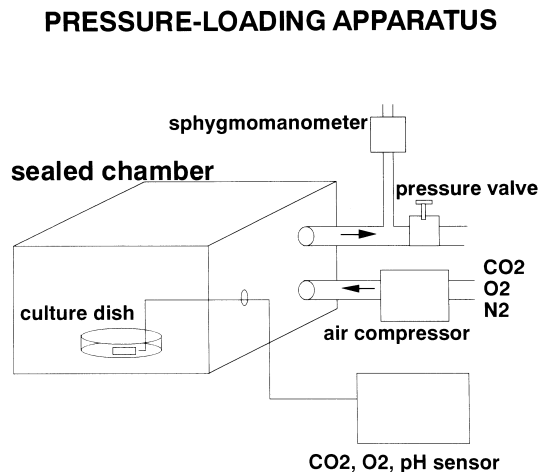 PRESSURE-LOADING APPARATUS
sphygmomanometer
sealed chamber
pressure valve
CO2
O2
N2
culture dish
air compressor
CO2, O2, pH sensor